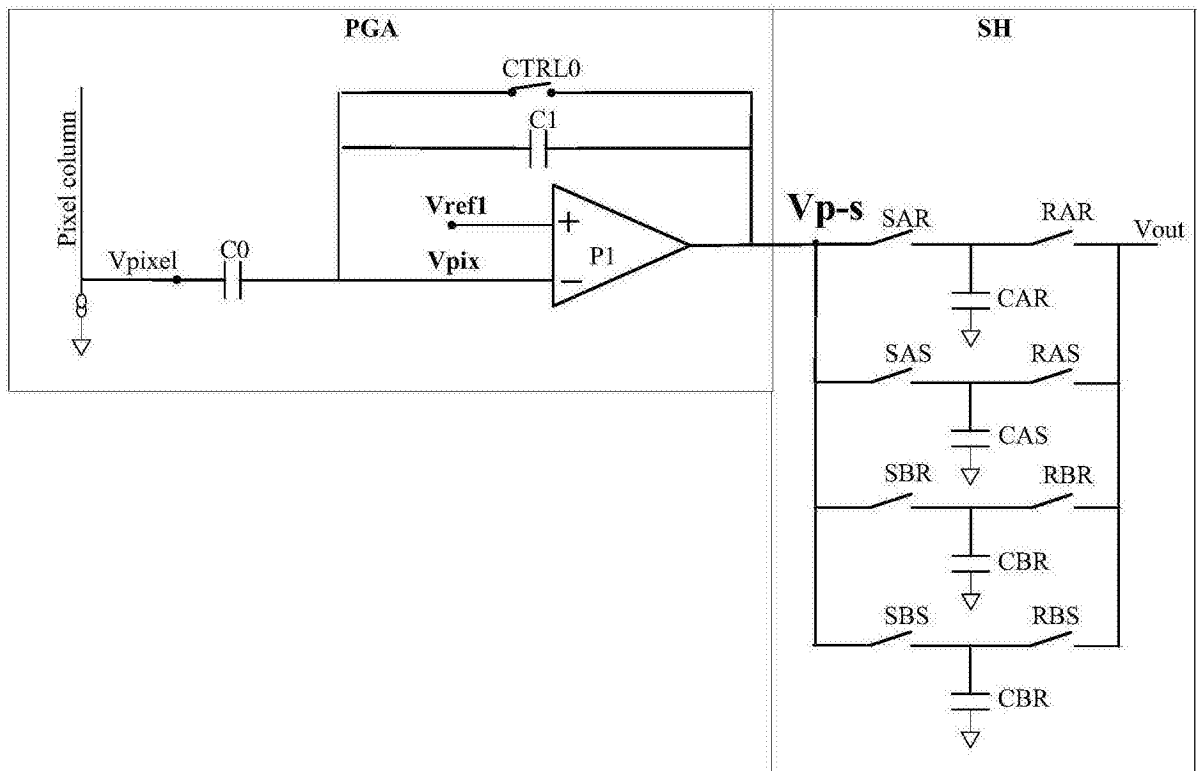 PGA
SH
CTRL0
C1
Pixel column
Vref1
+
Vp-s
SAR
RAR
Vout
Vpixel
C0
Vpix
P1
−
CAR
SAS
RAS
CAS
SBR
RBR
CBR
SBS
RBS
CBR